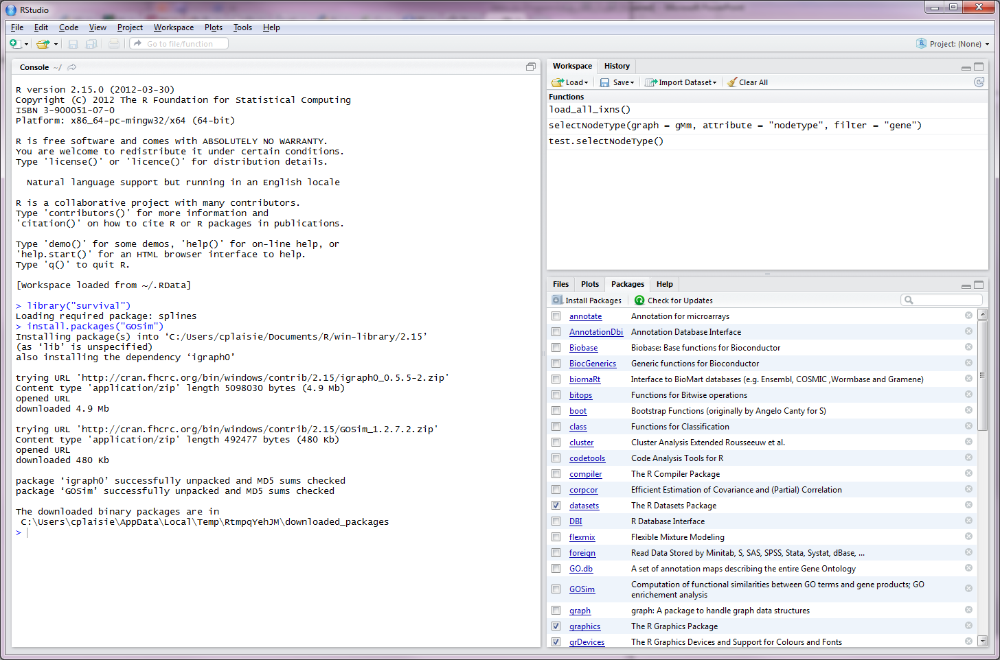 RStudio
File Edit Code View Project Workspace Plots Tools Help
Go to file/function
Project: (None)
Console ~/
R version 2.15.0 (2012-03-30)
Copyright (C) 2012 The R Foundation for Statistical Computing
ISBN 3-900051-07-0
Platform: x86_64-pc-mingw32/x64 (64-bit)
R is free software and comes with ABSOLUTELY NO WARRANTY.
You are welcome to redistribute it under certain conditions.
Type 'license()' or 'licence()' for distribution details.
Natural language support but running in an English locale
R is a collaborative project with many contributors.
Type 'contributors()' for more information and
'citation()' on how to cite R or R packages in publications.
Type 'demo()' for some demos, 'help()' for on-line help, or
'help.start()' for an HTML browser interface to help.
Type 'q()' to quit R.
[Workspace loaded from ~/.RData]
> library("survival")
Loading required package: splines
> install.packages("GOSim")
Installing package(s) into ‘C:/Users/cplaisie/Documents/R/win-library/2.15’
(as ‘lib’ is unspecified)
also installing the dependency ‘igraph0’
trying URL 'http://cran.fhcrc.org/bin/windows/contrib/2.15/igraph0_0.5.5-2.zip'
Content type 'application/zip' length 5098030 bytes (4.9 Mb)
opened URL
downloaded 4.9 Mb
trying URL 'http://cran.fhcrc.org/bin/windows/contrib/2.15/GOSim_1.2.7.2.zip'
Content type 'application/zip' length 492477 bytes (480 Kb)
opened URL
downloaded 480 Kb
package ‘igraph0’ successfully unpacked and MD5 sums checked
package ‘GOSim’ successfully unpacked and MD5 sums checked
The downloaded binary packages are in
C:\Users\cplaisie\AppData\Local\Temp\RtmpqYehJM\downloaded_packages
>
Workspace History
Load Save Import Dataset Clear All
Functions
load_all_ixns()
selectNodeType(graph = gMm, attribute = "nodeType", filter = "gene")
test.selectNodeType()
Files Plots Packages Help
Install Packages Check for Updates
annotate Annotation for microarrays
AnnotationDbi Annotation Database Interface
Biobase Biobase: Base functions for Bioconductor
BiocGenerics Generic functions for Bioconductor
biomaRt Interface to BioMart databases (e.g. Ensembl, COSMIC ,Wormbase and Gramene)
bitops Functions for Bitwise operations
boot Bootstrap Functions (originally by Angelo Canty for S)
class Functions for Classification
cluster Cluster Analysis Extended Rousseeuw et al.
codetools Code Analysis Tools for R
compiler The R Compiler Package
corpcor Efficient Estimation of Covariance and (Partial) Correlation
datasets The R Datasets Package
DBI R Database Interface
flexmix Flexible Mixture Modeling
foreign Read Data Stored by Minitab, S, SAS, SPSS, Stata, Systat, dBase, ...
GO.db A set of annotation maps describing the entire Gene Ontology
GOSim Computation of functional similarities between GO terms and gene products; GO
enrichement analysis
graph graph: A package to handle graph data structures
graphics The R Graphics Package
grDevices The R Graphics Devices and Support for Colours and Fonts